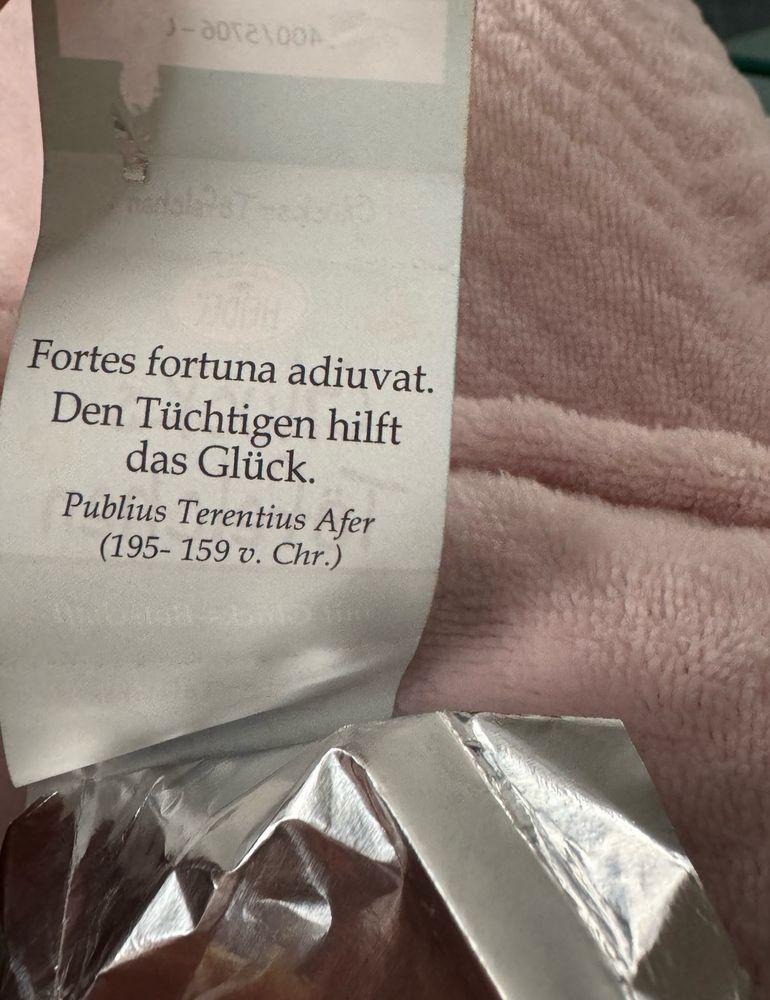 Fortes fortuna adiuvat.
Den Tüchtigen hilft
das Glück.
Publius Terentius Afer
(195- 159 v. Chr.)